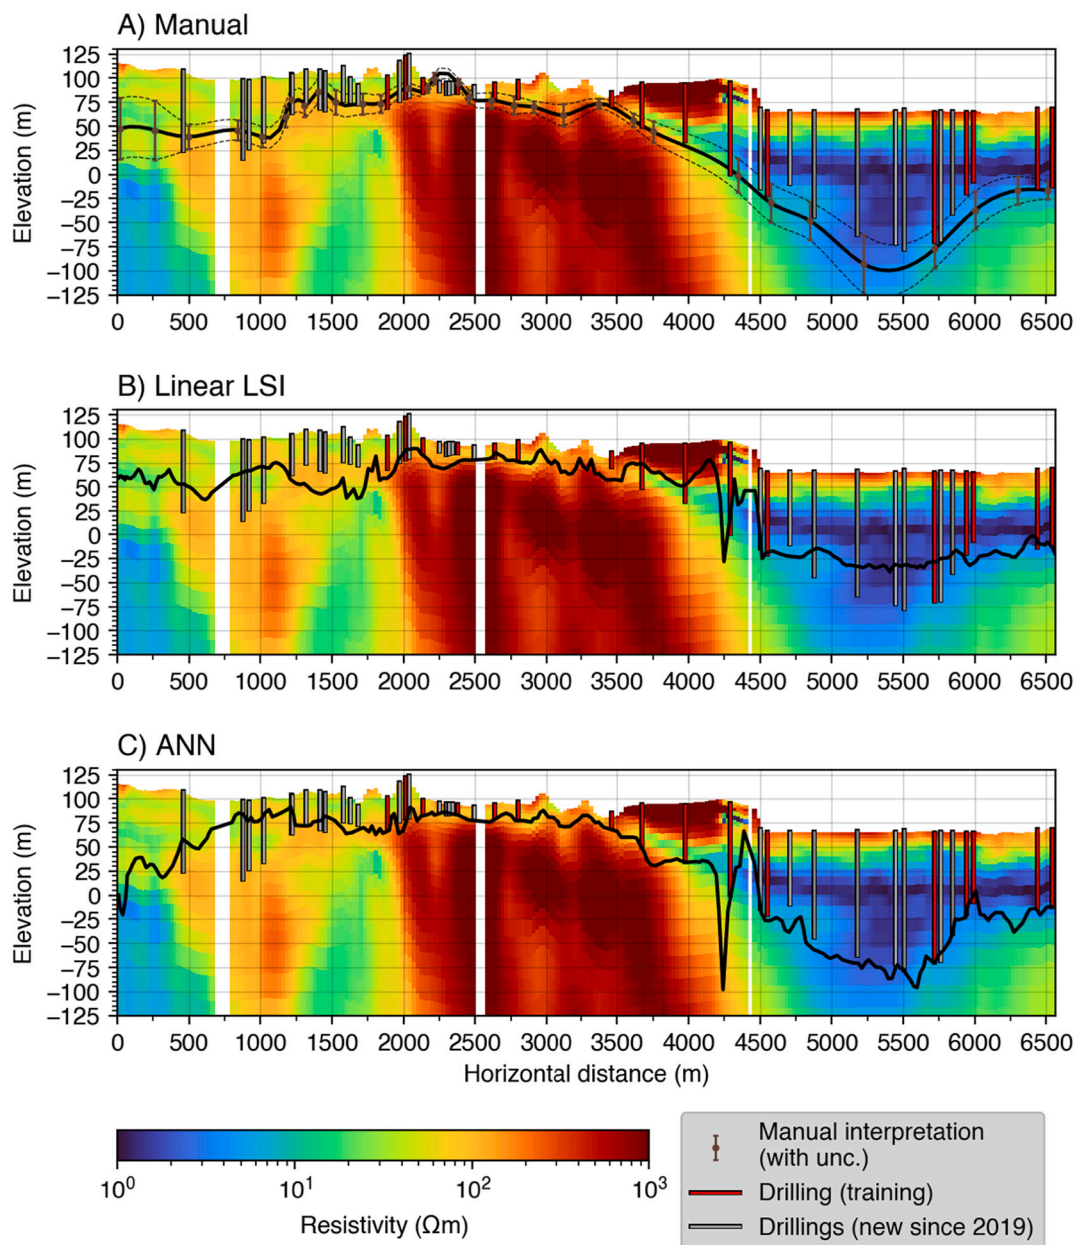 A) Manual
125
100
75
50
25
0
−25
−50
−75
−100
−125
Elevation (m)
0 500 1000 1500 2000 2500 3000 3500 4000 4500 5000 5500 6000 6500
B) Linear LSI
125
100
75
50
25
0
−25
−50
−75
−100
−125
Elevation (m)
0 500 1000 1500 2000 2500 3000 3500 4000 4500 5000 5500 6000 6500
C) ANN
125
100
75
50
25
0
−25
−50
−75
−100
−125
Elevation (m)
0 500 1000 1500 2000 2500 3000 3500 4000 4500 5000 5500 6000 6500
Horizontal distance (m)
10⁰ 10¹ 10² 10³
Resistivity (Ωm)
Manual interpretation
(with unc.)
Drilling (training)
Drillings (new since 2019)